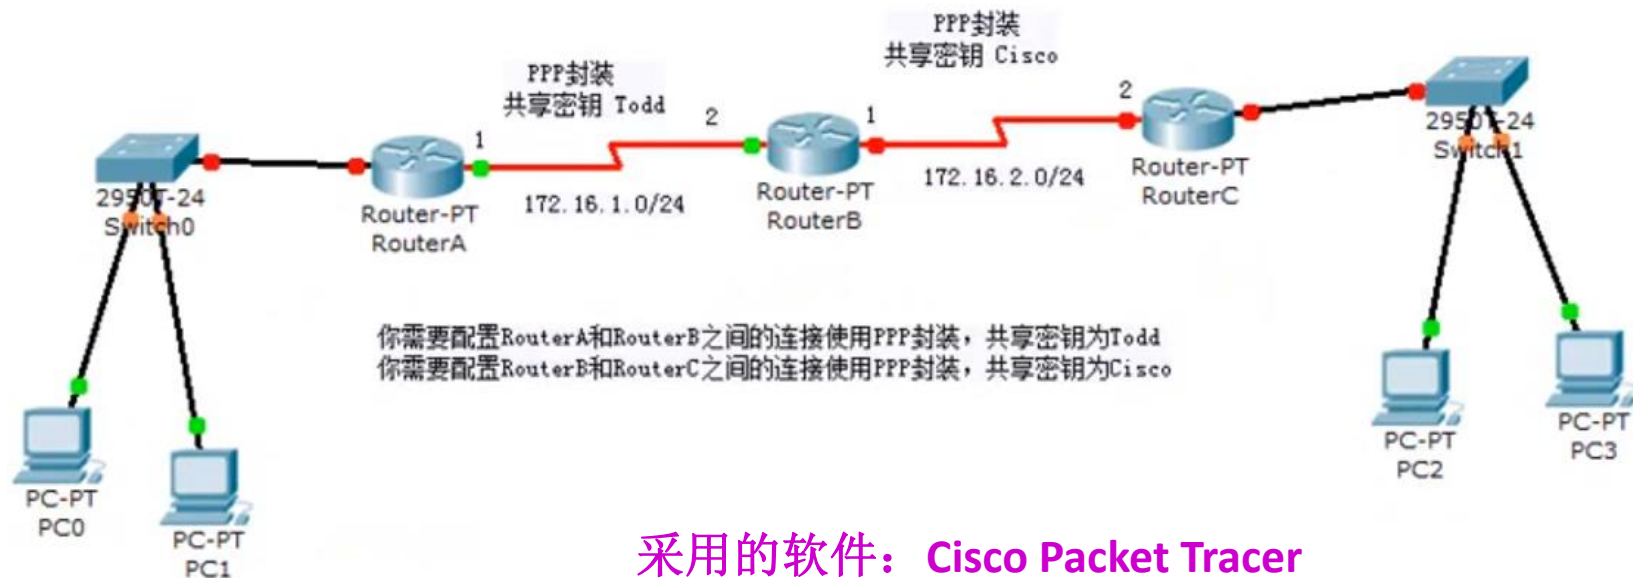 PPP封装
共享密钥 Cisco
PPP封装
共享密钥 Todd
1
2
1
2
172.16.1.0/24
172.16.2.0/24
2950T-24
Switch0
Router-PT
RouterA
Router-PT
RouterB
Router-PT
RouterC
2950T-24
Switch1
你需要配置RouterA和RouterB之间的连接使用PPP封装，共享密钥为Todd
你需要配置RouterB和RouterC之间的连接使用PPP封装，共享密钥为Cisco
PC-PT
PC0
PC-PT
PC1
PC-PT
PC2
PC-PT
PC3
采用的软件：Cisco Packet Tracer